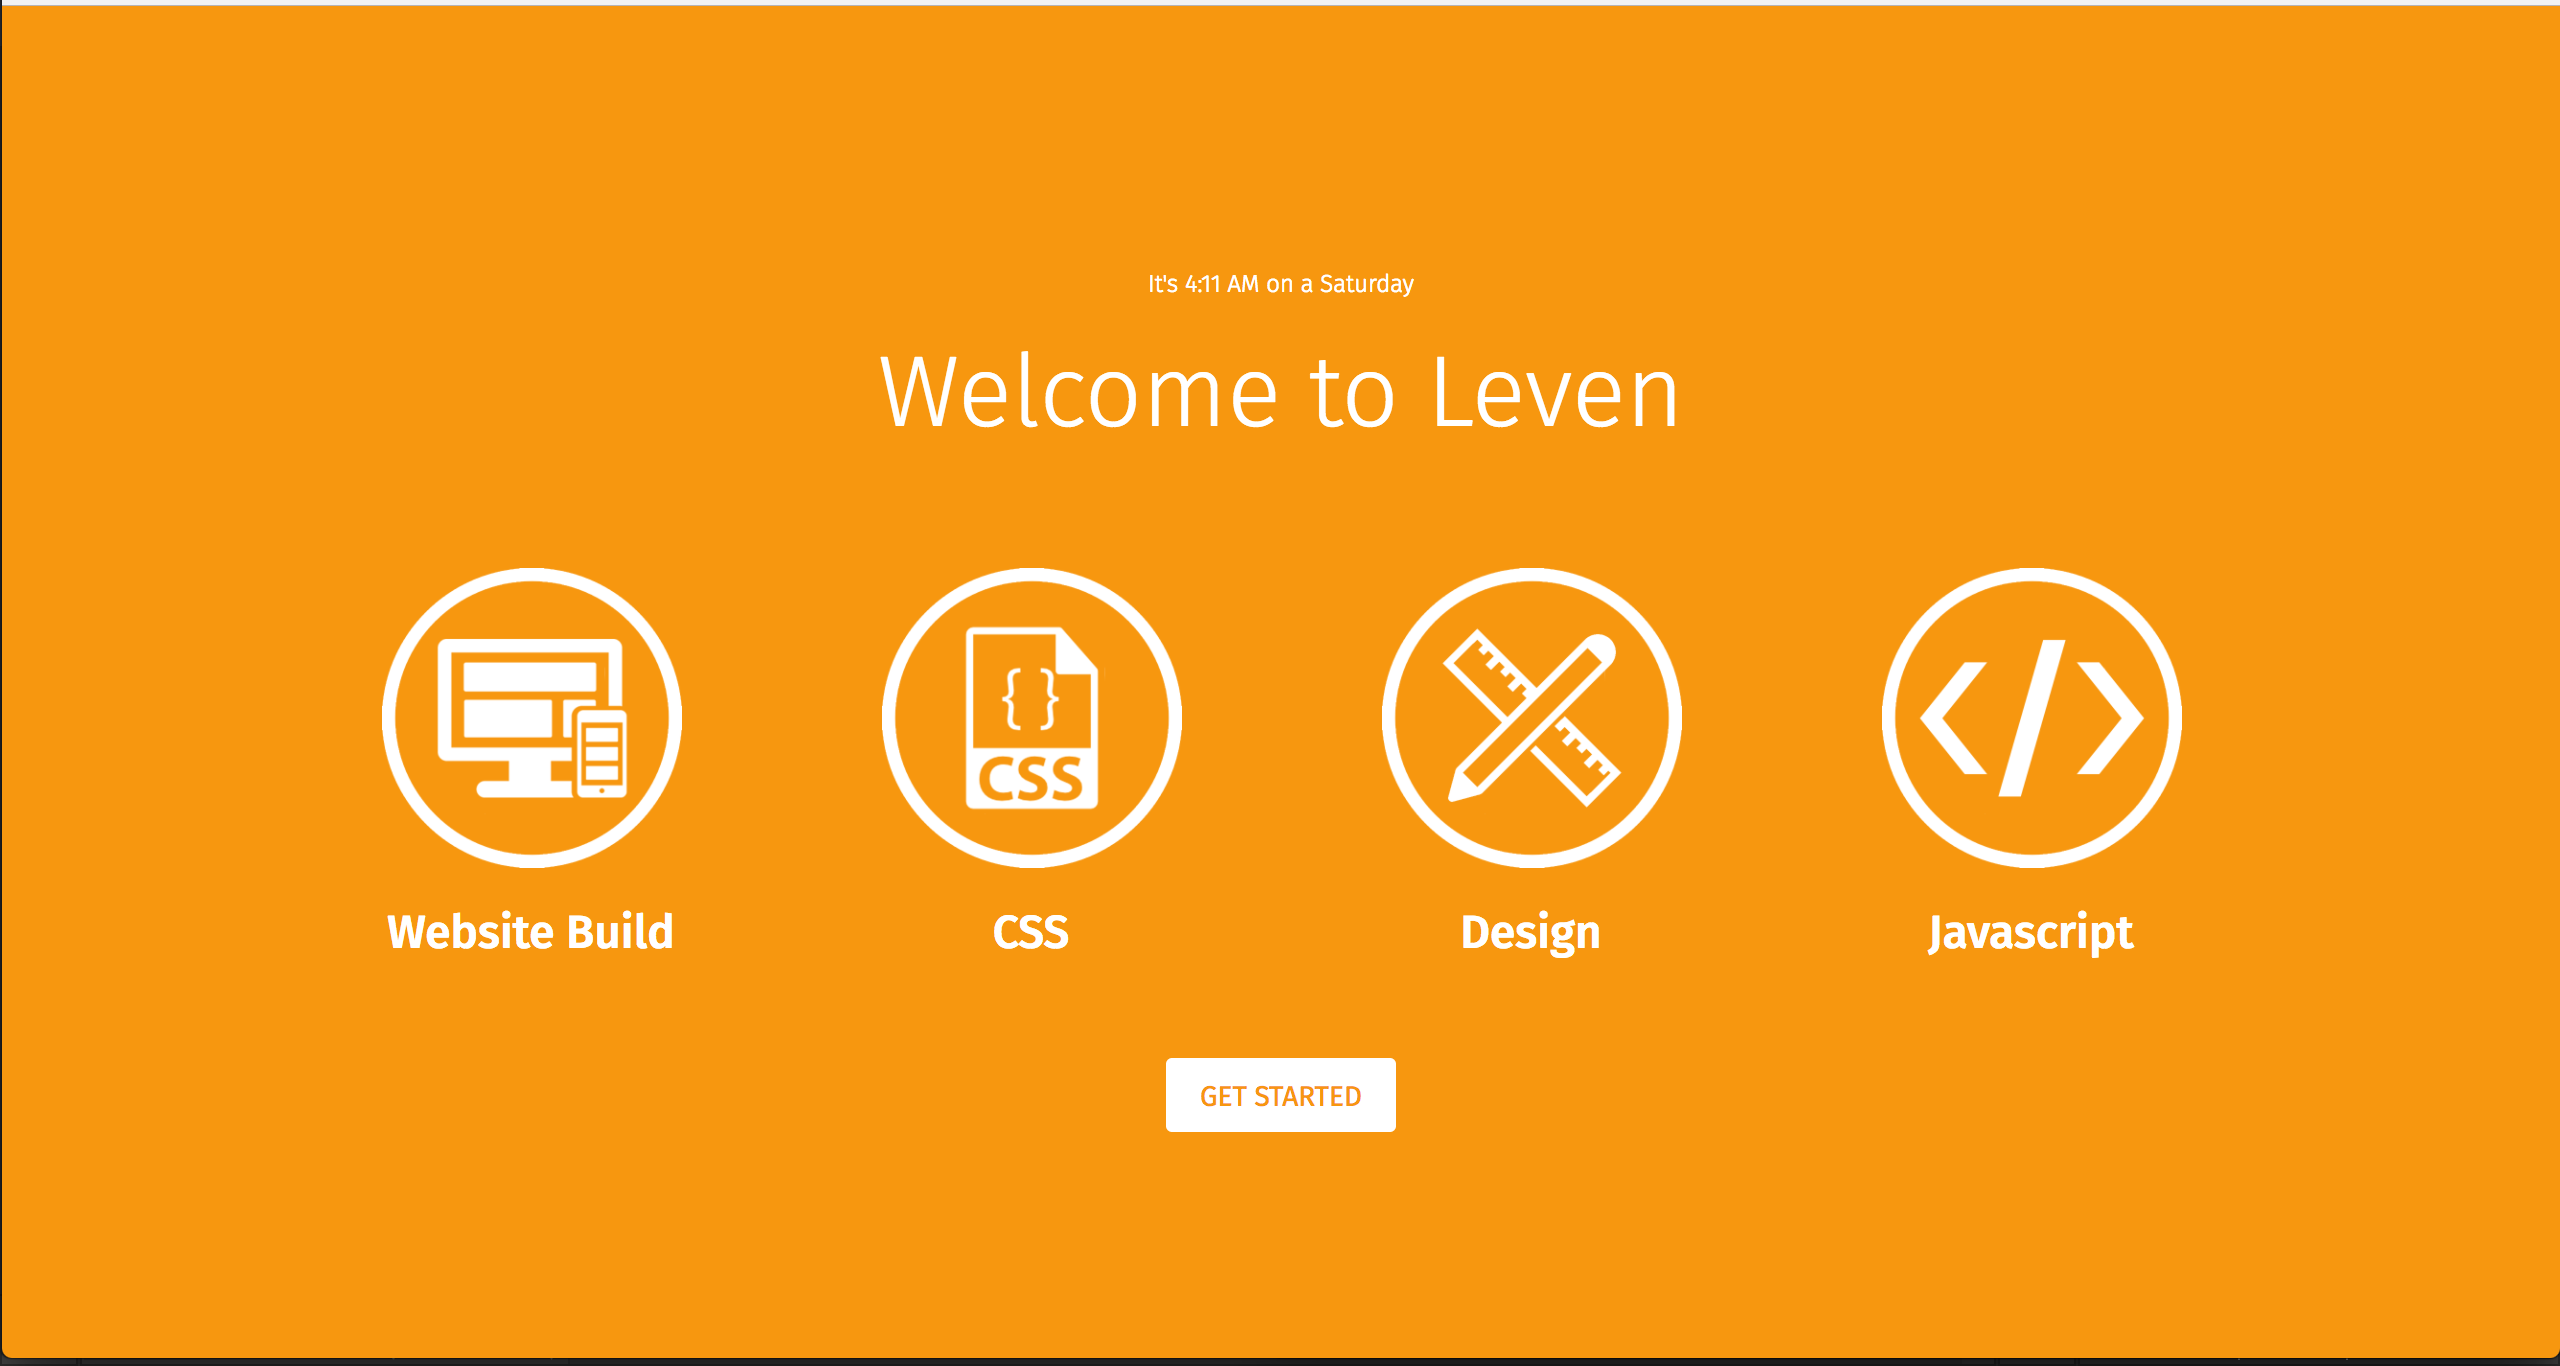 It's 4:11 AM on a Saturday
Welcome to Leven
{ }
CSS
</>
Website Build
CSS
Design
Javascript
GET STARTED